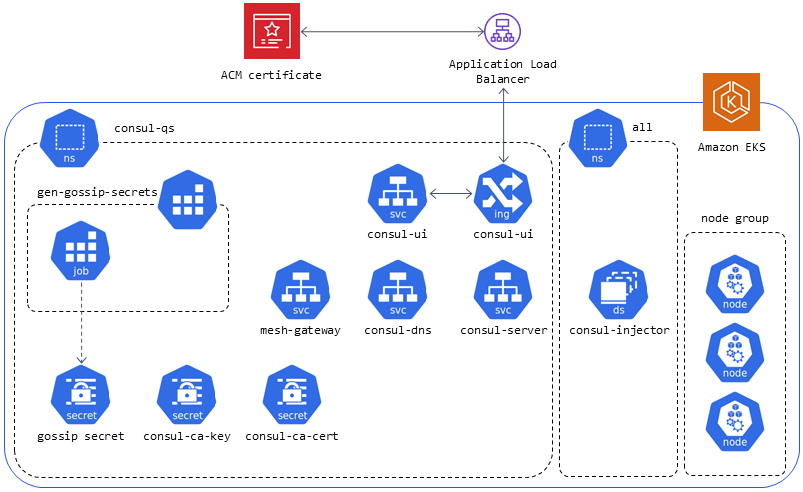 ACM certificate
Application Load
Balancer
K
Amazon EKS
ns
consul-qs
ns
all
gen-gossip-secrets
svc
consul-ui
ing
consul-ui
node group
job
svc
mesh-gateway
svc
consul-dns
svc
consul-server
ds
consul-injector
node
node
node
secret
gossip secret
secret
consul-ca-key
secret
consul-ca-cert